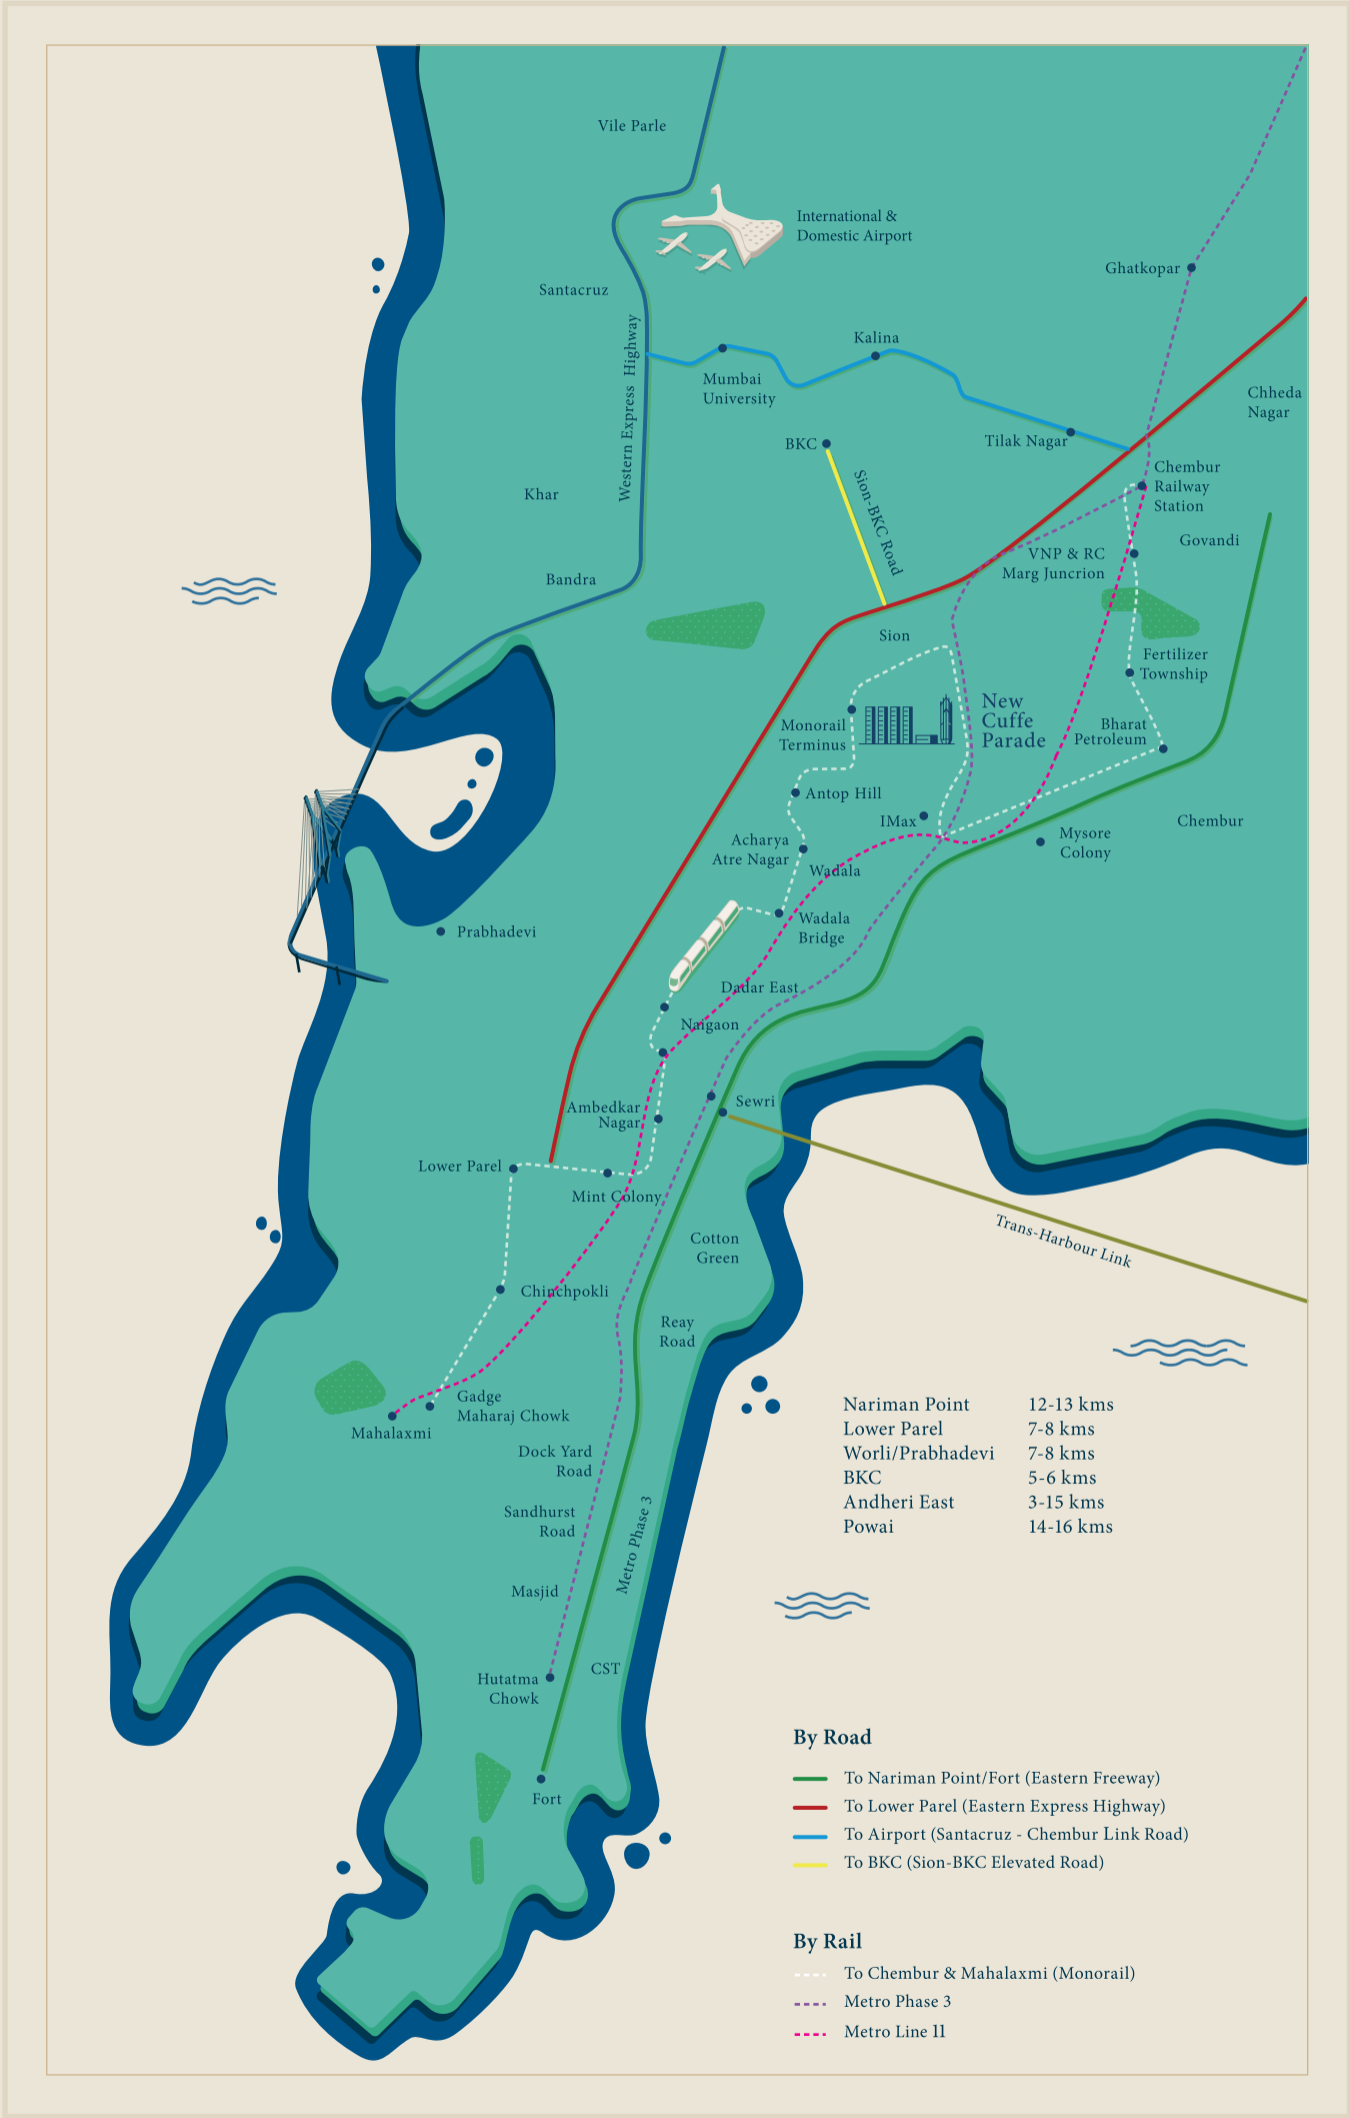 Vile Parle
International &
Domestic Airport
Ghatkopar
Santacruz
Western Express Highway
Kalina
Mumbai
University
Chheda
Nagar
BKC
Tilak Nagar
Sion-BKC Road
Chembur
Railway
Station
Khar
Govandi
VNP & RC
Marg Juncrion
Bandra
Sion
Fertilizer
Township
New
Cuffe
Parade
Monorail
Terminus
Bharat
Petroleum
Antop Hill
IMax
Chembur
Mysore
Colony
Acharya
Atre Nagar
Wadala
Wadala
Bridge
Prabhadevi
Dadar East
Naigaon
Ambedkar
Nagar
Sewri
Lower Parel
Mint Colony
Trans-Harbour Link
Cotton
Green
Chinchpokli
Reay
Road
Gadge
Maharaj Chowk
Mahalaxmi
Dock Yard
Road
Sandhurst
Road
Metro Phase 3
Masjid
CST
Hutatma
Chowk
Fort
Nariman Point 12-13 kms
Lower Parel 7-8 kms
Worli/Prabhadevi 7-8 kms
BKC 5-6 kms
Andheri East 3-15 kms
Powai 14-16 kms
By Road
To Nariman Point/Fort (Eastern Freeway)
To Lower Parel (Eastern Express Highway)
To Airport (Santacruz - Chembur Link Road)
To BKC (Sion-BKC Elevated Road)
By Rail
To Chembur & Mahalaxmi (Monorail)
Metro Phase 3
Metro Line 11